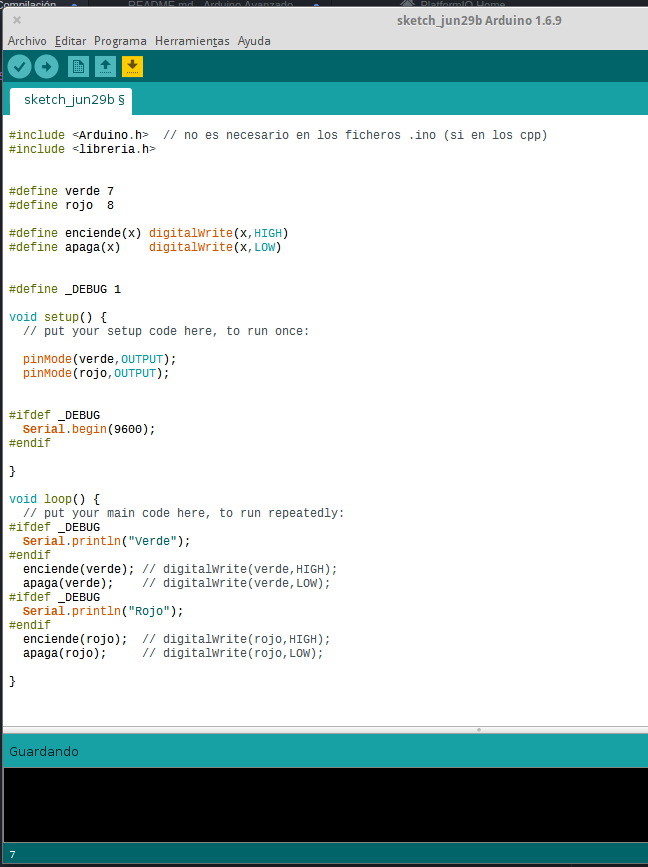 Compilación
README.md - Arduino Avanzado
PlatformIO Home
sketch_jun29b Arduino 1.6.9
Archivo Editar Programa Herramientas Ayuda
sketch_jun29b §
#include <Arduino.h>  // no es necesario en los ficheros .ino (si en los cpp)
#include <libreria.h>
#define verde 7
#define rojo  8
#define enciende(x) digitalWrite(x,HIGH)
#define apaga(x)    digitalWrite(x,LOW)
#define _DEBUG 1
void setup() {
  // put your setup code here, to run once:
  pinMode(verde,OUTPUT);
  pinMode(rojo,OUTPUT);
#ifdef _DEBUG
  Serial.begin(9600);
#endif
}
void loop() {
  // put your main code here, to run repeatedly:
#ifdef _DEBUG
  Serial.println("Verde");
#endif
  enciende(verde); // digitalWrite(verde,HIGH);
  apaga(verde);    // digitalWrite(verde,LOW);
#ifdef _DEBUG
  Serial.println("Rojo");
#endif
  enciende(rojo);  // digitalWrite(rojo,HIGH);
  apaga(rojo);     // digitalWrite(rojo,LOW);
}
Guardando
7